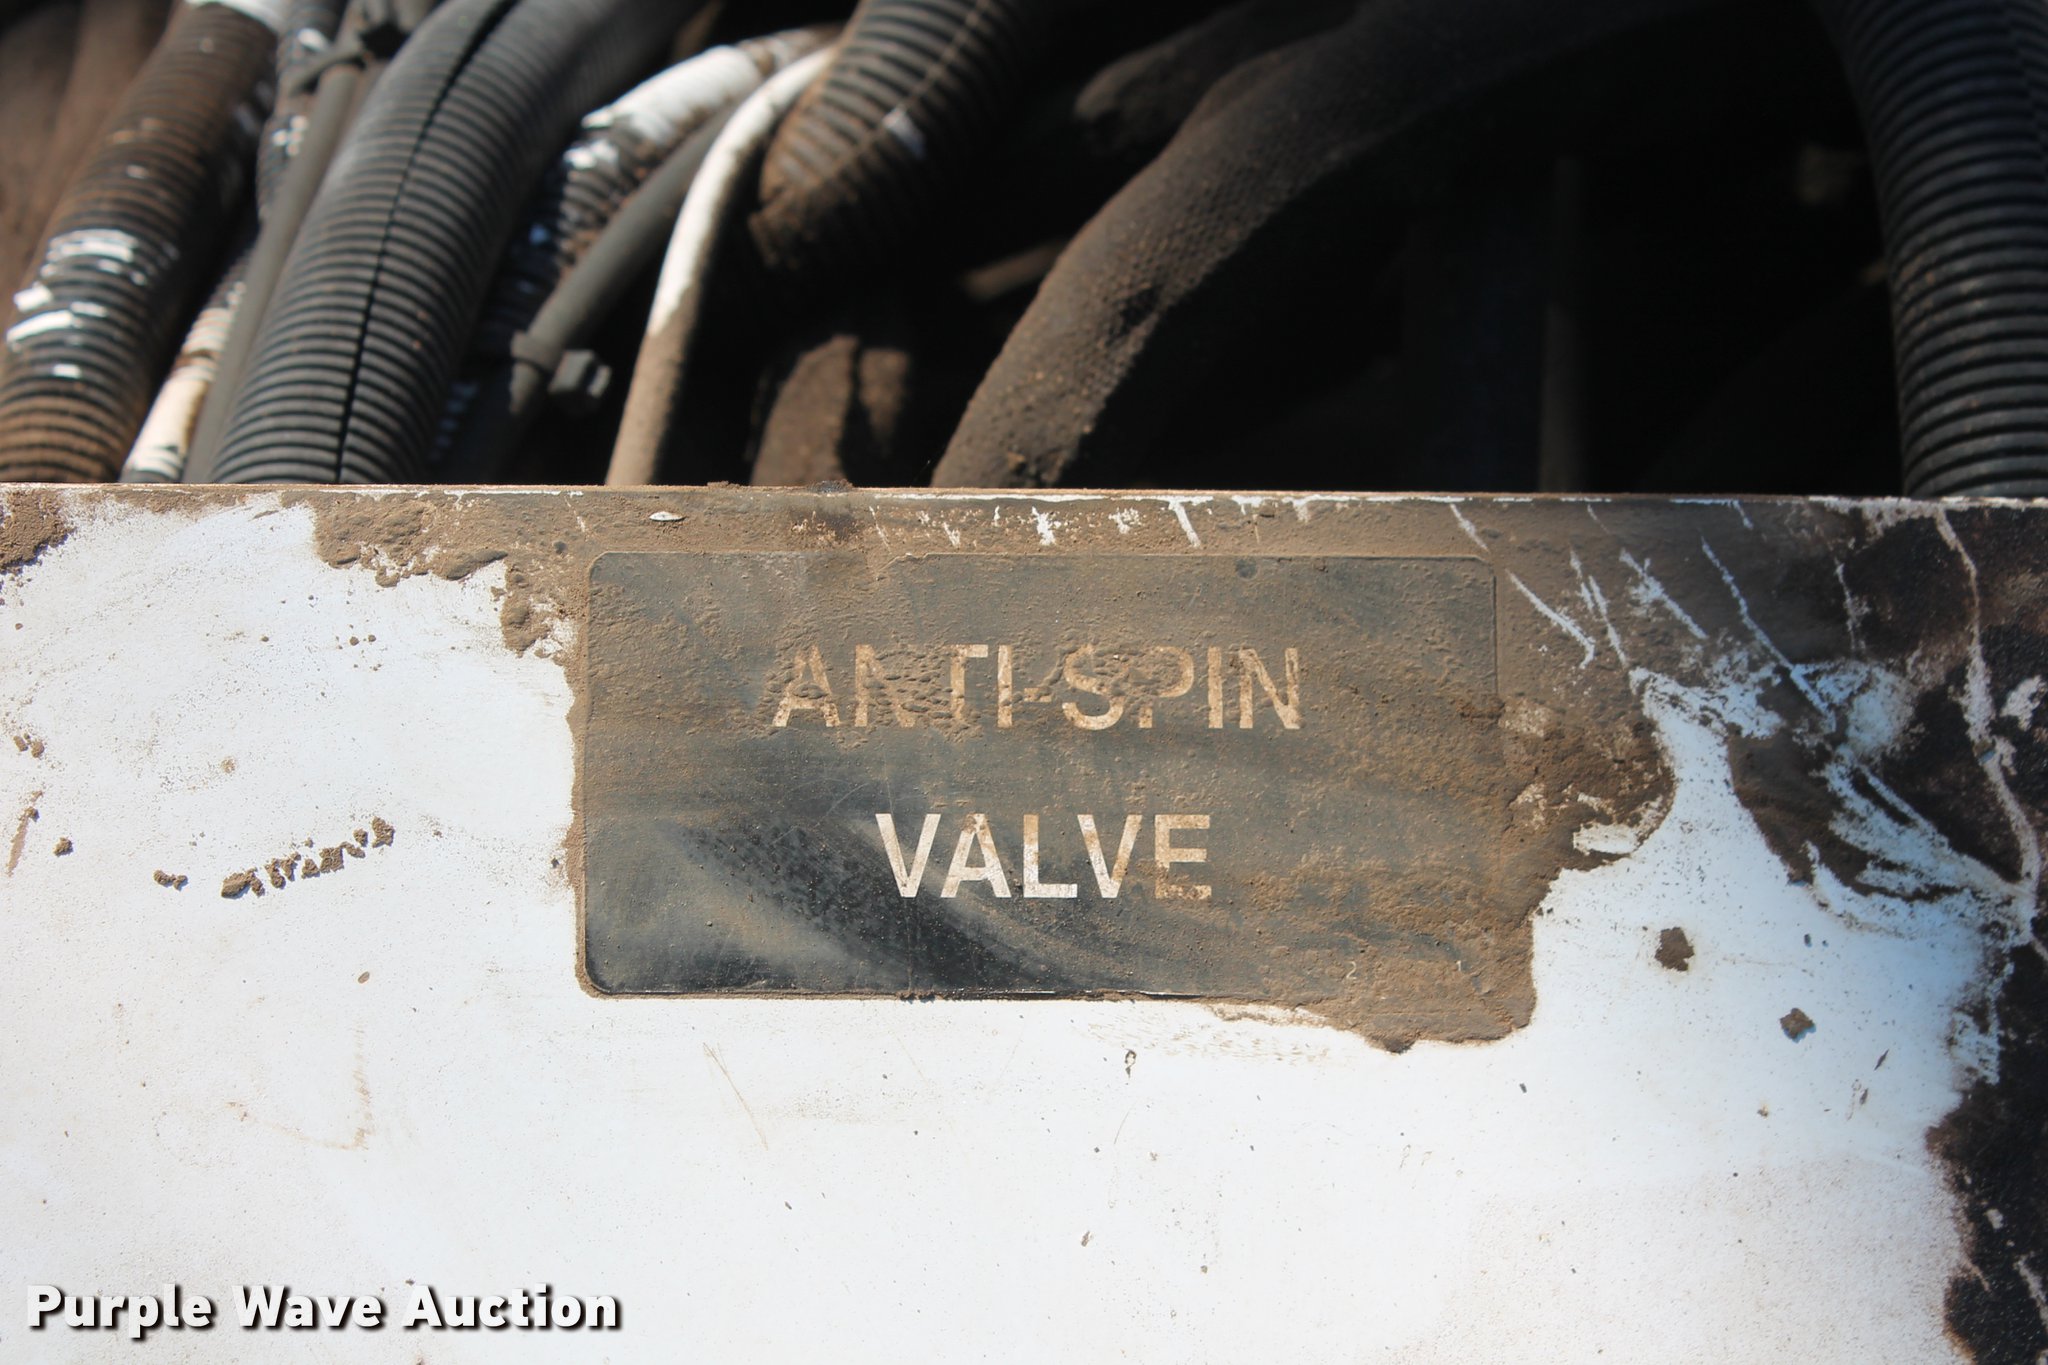 ANTI-SPIN
VALVE
Purple Wave Auction